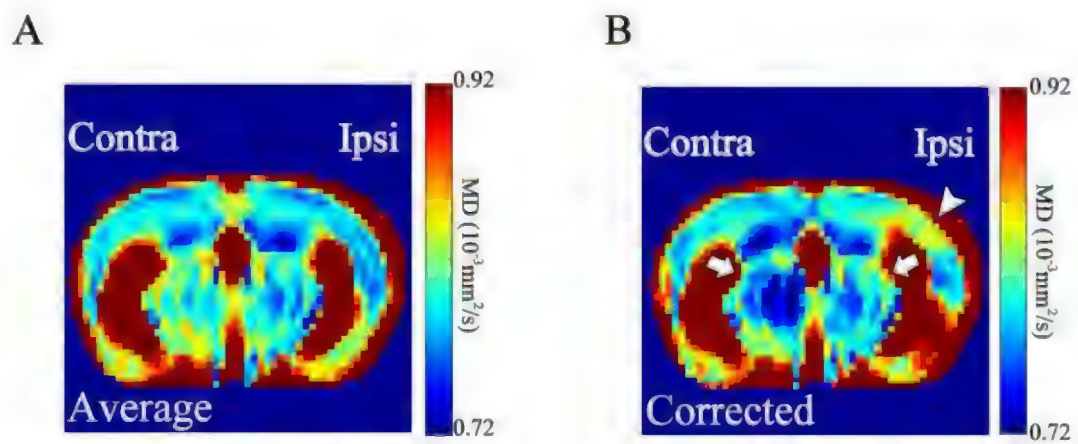 A
B
Contra Ipsi
0.92
MD (10⁻³mm²/s)
Average
0.72
Contra Ipsi
0.92
MD (10⁻³mm²/s)
Corrected
0.72